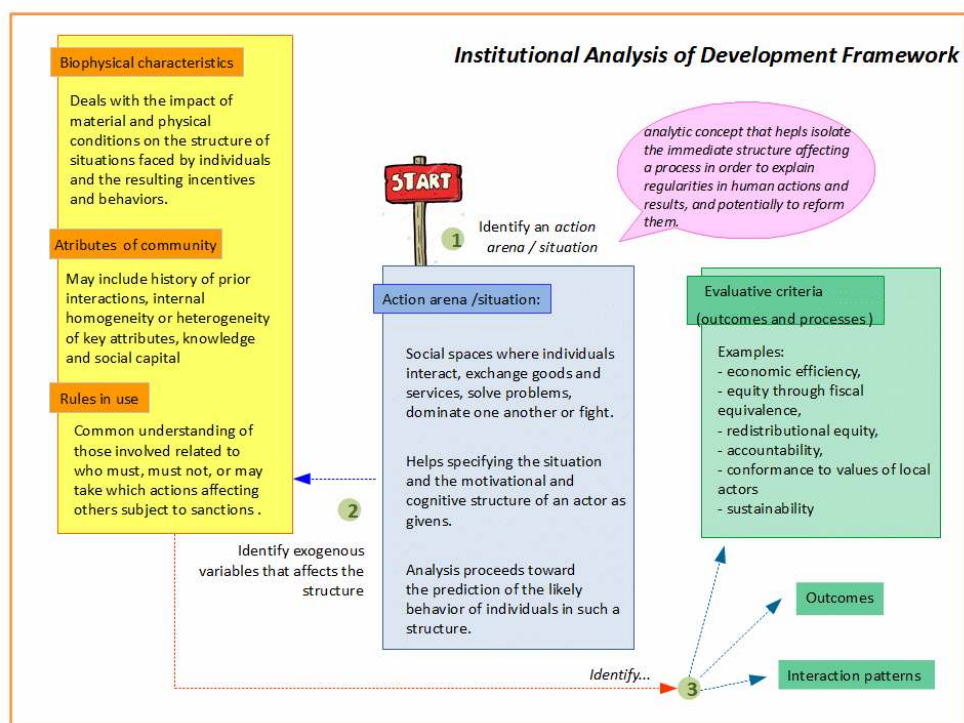 Institutional Analysis of Development Framework
Biophysical characteristics
Deals with the impact of
material and physical
conditions on the structure of
situations faced by individuals
and the resulting incentives
and behaviors.
Atributes of community
May include history of prior
interactions, internal
homogeneity or heterogeneity
of key attributes, knowledge
and social capital
Rules in use
Common understanding of
those involved related to
who must, must not, or may
take which actions affecting
others subject to sanctions .
START
1
Identify an action
arena / situation
analytic concept that hepls isolate
the immediate structure affecting
a process in order to explain
regularities in human actions and
results, and potentially to reform
them.
Action arena /situation:
Social spaces where individuals
interact, exchange goods and
services, solve problems,
dominate one another or fight.
Helps specifying the situation
and the motivational and
cognitive structure of an actor as
givens.
Analysis proceeds toward
the prediction of the likely
behavior of individuals in such a
structure.
2
Identify exogenous
variables that affects the
structure
Evaluative criteria
(outcomes and processes )
Examples:
- economic efficiency,
- equity through fiscal
equivalence,
- redistributional equity,
- accountability,
- conformance to values of local
actors
- sustainability
Identify...
3
Outcomes
Interaction patterns